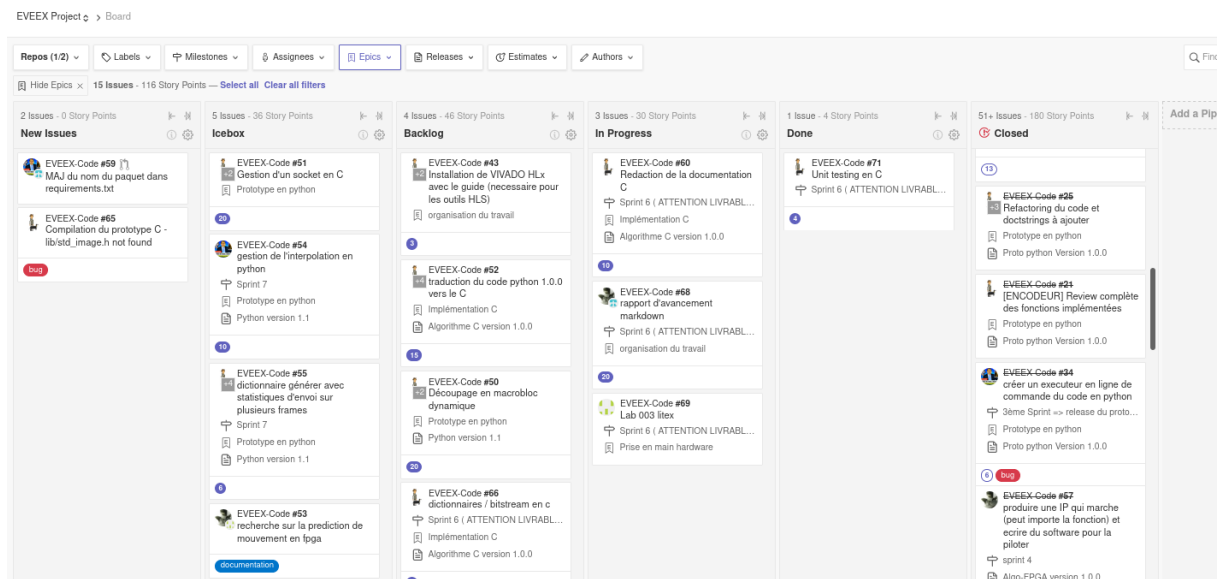 EVEEX Project > Board
Repos (1/2)
Labels
Milestones
Assignees
Epics
Releases
Estimates
Authors
Hide Epics ×
15 Issues - 116 Story Points — Select all Clear all filters
2 Issues - 0 Story Points
New Issues
EVEEX-Code #59
MAJ du nom du paquet dans
requirements.txt
EVEEX-Code #65
Compilation du prototype C -
lib/std_image.h not found
bug
5 Issues - 36 Story Points
Icebox
EVEEX-Code #51
+2
Gestion d'un socket en C
Prototype en python
20
EVEEX-Code #54
gestion de l'interpolation en
python
Sprint 7
Prototype en python
Python version 1.1
10
EVEEX-Code #55
+4
dictionnaire générer avec
statistiques d'envoi sur
plusieurs frames
Sprint 7
Prototype en python
Python version 1.1
6
EVEEX-Code #53
recherche sur la prediction de
mouvement en fpga
documentation
4 Issues - 46 Story Points
Backlog
EVEEX-Code #43
+2
Installation de VIVADO HLx
avec le guide (necessaire pour
les outils HLS)
organisation du travail
3
EVEEX-Code #52
+4
traduction du code python 1.0.0
vers le C
Implémentation C
Algorithme C version 1.0.0
15
EVEEX-Code #50
+2
Découpage en macrobloc
dynamique
Prototype en python
Python version 1.1
20
EVEEX-Code #66
dictionnaires / bitstream en c
Sprint 6 ( ATTENTION LIVRABL...
Implémentation C
Algorithme C version 1.0.0
3 Issues - 30 Story Points
In Progress
EVEEX-Code #60
Redaction de la documentation
C
Sprint 6 ( ATTENTION LIVRABL...
Implémentation C
Algorithme C version 1.0.0
10
EVEEX-Code #68
rapport d'avancement
markdown
Sprint 6 ( ATTENTION LIVRABL...
organisation du travail
20
EVEEX-Code #69
Lab 003 litex
Sprint 6 ( ATTENTION LIVRABL...
Prise en main hardware
1 Issue - 4 Story Points
Done
EVEEX-Code #71
Unit testing en C
Sprint 6 ( ATTENTION LIVRABL...
4
51+ Issues - 180 Story Points
Closed
13
EVEEX-Code #25
Refactoring du code et
doctstrings à ajouter
Prototype en python
Proto python Version 1.0.0
EVEEX-Code #21
[ENCODEUR] Review complète
des fonctions implémentées
Prototype en python
Proto python Version 1.0.0
EVEEX-Code #34
créer un executeur en ligne de
commande du code en python
3ème Sprint => release du proto...
Prototype en python
Proto python Version 1.0.0
6 bug
EVEEX-Code #57
produire une IP qui marche
(peut importe la fonction) et
ecrire du software pour la
piloter
sprint 4
Algo-FPGA version 1.0.0
Add a Pip